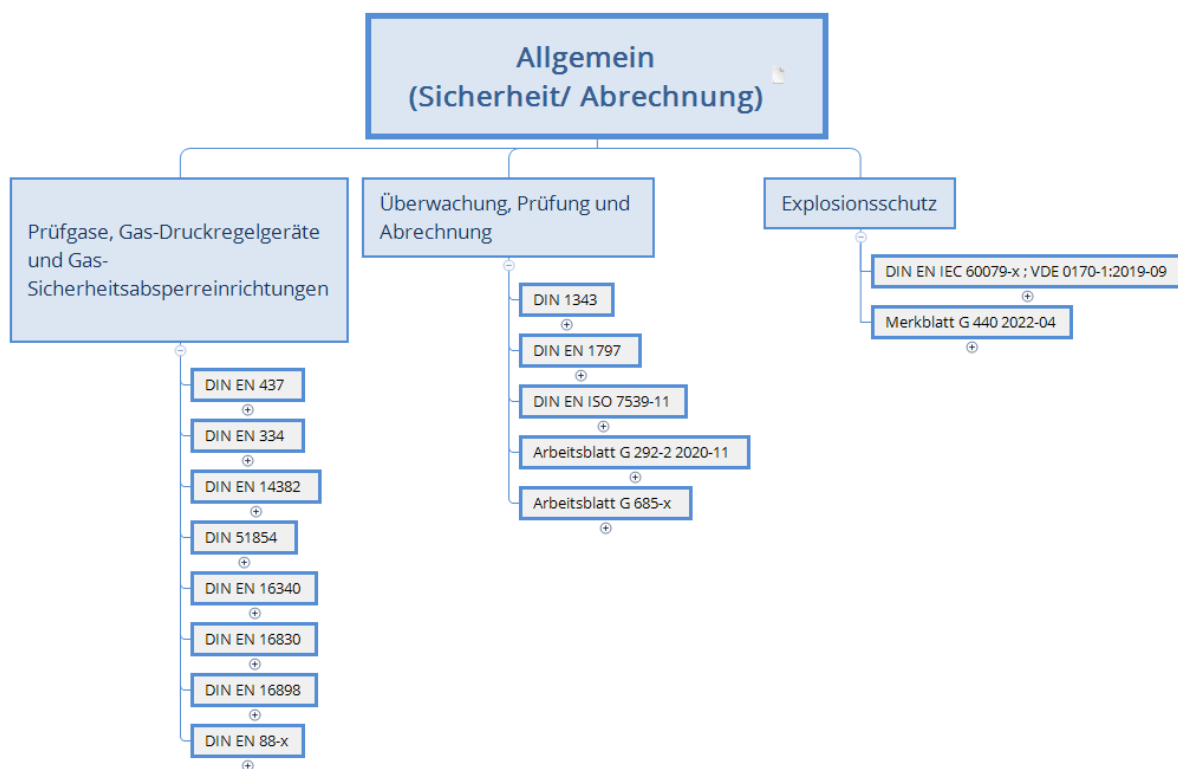 Allgemein
(Sicherheit/ Abrechnung)
Prüfgase, Gas-Druckregelgeräte
und Gas-
Sicherheitsabsperreinrichtungen
DIN EN 437
DIN EN 334
DIN EN 14382
DIN 51854
DIN EN 16340
DIN EN 16830
DIN EN 16898
DIN EN 88-x
Überwachung, Prüfung und
Abrechnung
DIN 1343
DIN EN 1797
DIN EN ISO 7539-11
Arbeitsblatt G 292-2 2020-11
Arbeitsblatt G 685-x
Explosionsschutz
DIN EN IEC 60079-x ; VDE 0170-1:2019-09
Merkblatt G 440 2022-04